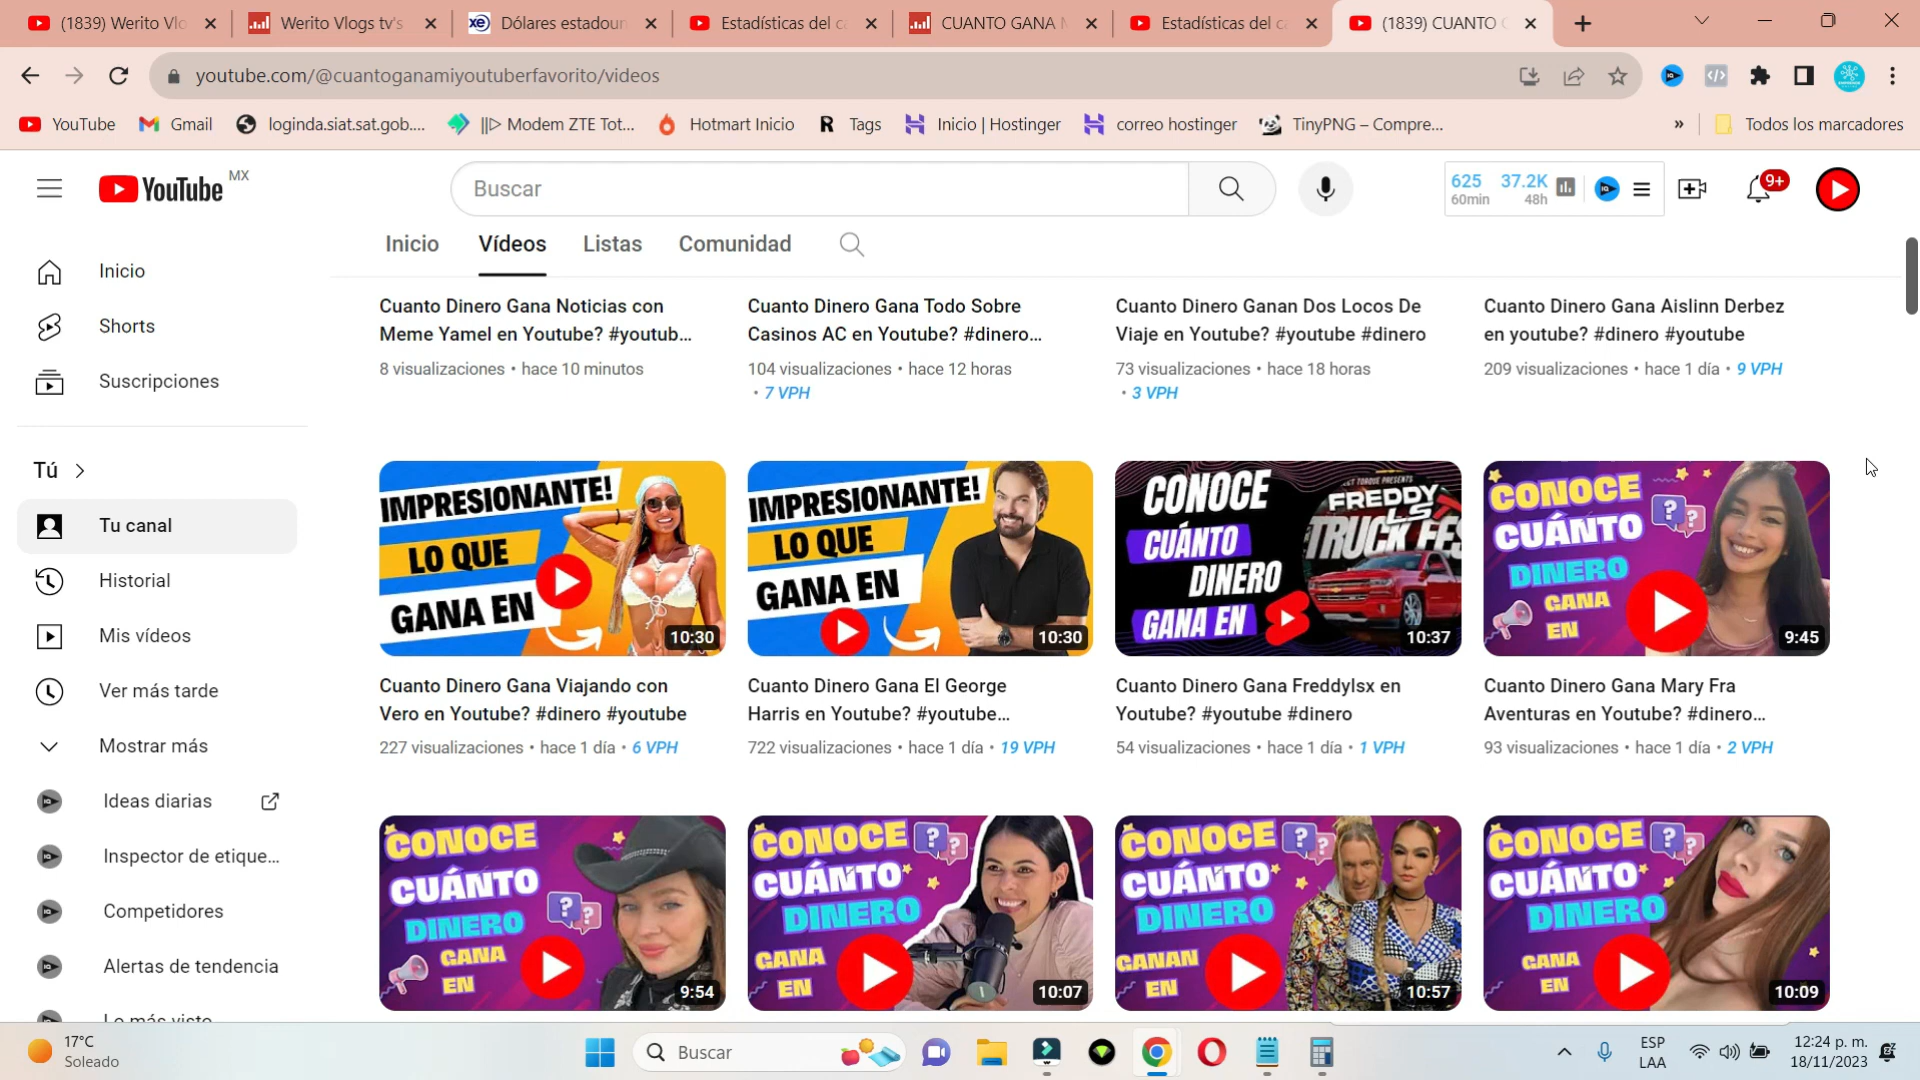 (1839) Werito Vlo
Werito Vlogs tv's
Dólares estadoun
Estadísticas del c
CUANTO GANA
Estadísticas del c
(1839) CUANTO
youtube.com/@cuantoganamiyoutuberfavorito/videos
YouTube
Gmail
loginda.siat.sat.gob....
||▷ Modem ZTE Tot...
Hotmart Inicio
R Tags
Inicio | Hostinger
correo hostinger
TinyPNG – Compre...
»
Todos los marcadores
YouTube MX
Buscar
625 60min
37.2K 48h
9+
Inicio
Vídeos
Listas
Comunidad
Inicio
Shorts
Suscripciones
Tú >
Tu canal
Historial
Mis vídeos
Ver más tarde
Mostrar más
Ideas diarias
Inspector de etique...
Competidores
Alertas de tendencia
Lo más visto
Cuanto Dinero Gana Noticias con
Meme Yamel en Youtube? #youtub...
8 visualizaciones • hace 10 minutos
Cuanto Dinero Gana Todo Sobre
Casinos AC en Youtube? #dinero...
104 visualizaciones • hace 12 horas
• 7 VPH
Cuanto Dinero Ganan Dos Locos De
Viaje en Youtube? #youtube #dinero
73 visualizaciones • hace 18 horas
• 3 VPH
Cuanto Dinero Gana Aislinn Derbez
en youtube? #dinero #youtube
209 visualizaciones • hace 1 día • 9 VPH
IMPRESIONANTE!
LO QUE
GANA EN
10:30
Cuanto Dinero Gana Viajando con
Vero en Youtube? #dinero #youtube
227 visualizaciones • hace 1 día • 6 VPH
IMPRESIONANTE!
LO QUE
GANA EN
10:30
Cuanto Dinero Gana El George
Harris en Youtube? #youtube...
722 visualizaciones • hace 1 día • 19 VPH
CONOCE
CUÁNTO
DINERO
GANA EN
FREDDY
LS
TRUCK FES
10:37
Cuanto Dinero Gana Freddylsx en
Youtube? #youtube #dinero
54 visualizaciones • hace 1 día • 1 VPH
CONOCE
CUÁNTO
DINERO
GANA
EN
9:45
Cuanto Dinero Gana Mary Fra
Aventuras en Youtube? #dinero...
93 visualizaciones • hace 1 día • 2 VPH
CONOCE
CUÁNTO
DINERO
GANA
EN
9:54
CONOCE
CUÁNTO
DINERO
GANA
EN
10:07
CONOCE
CUÁNTO
DINERO
GANAN
EN
10:57
CONOCE
CUÁNTO
DINERO
GANA
EN
10:09
17°C
Soleado
Buscar
ESP
LAA
12:24 p. m.
18/11/2023